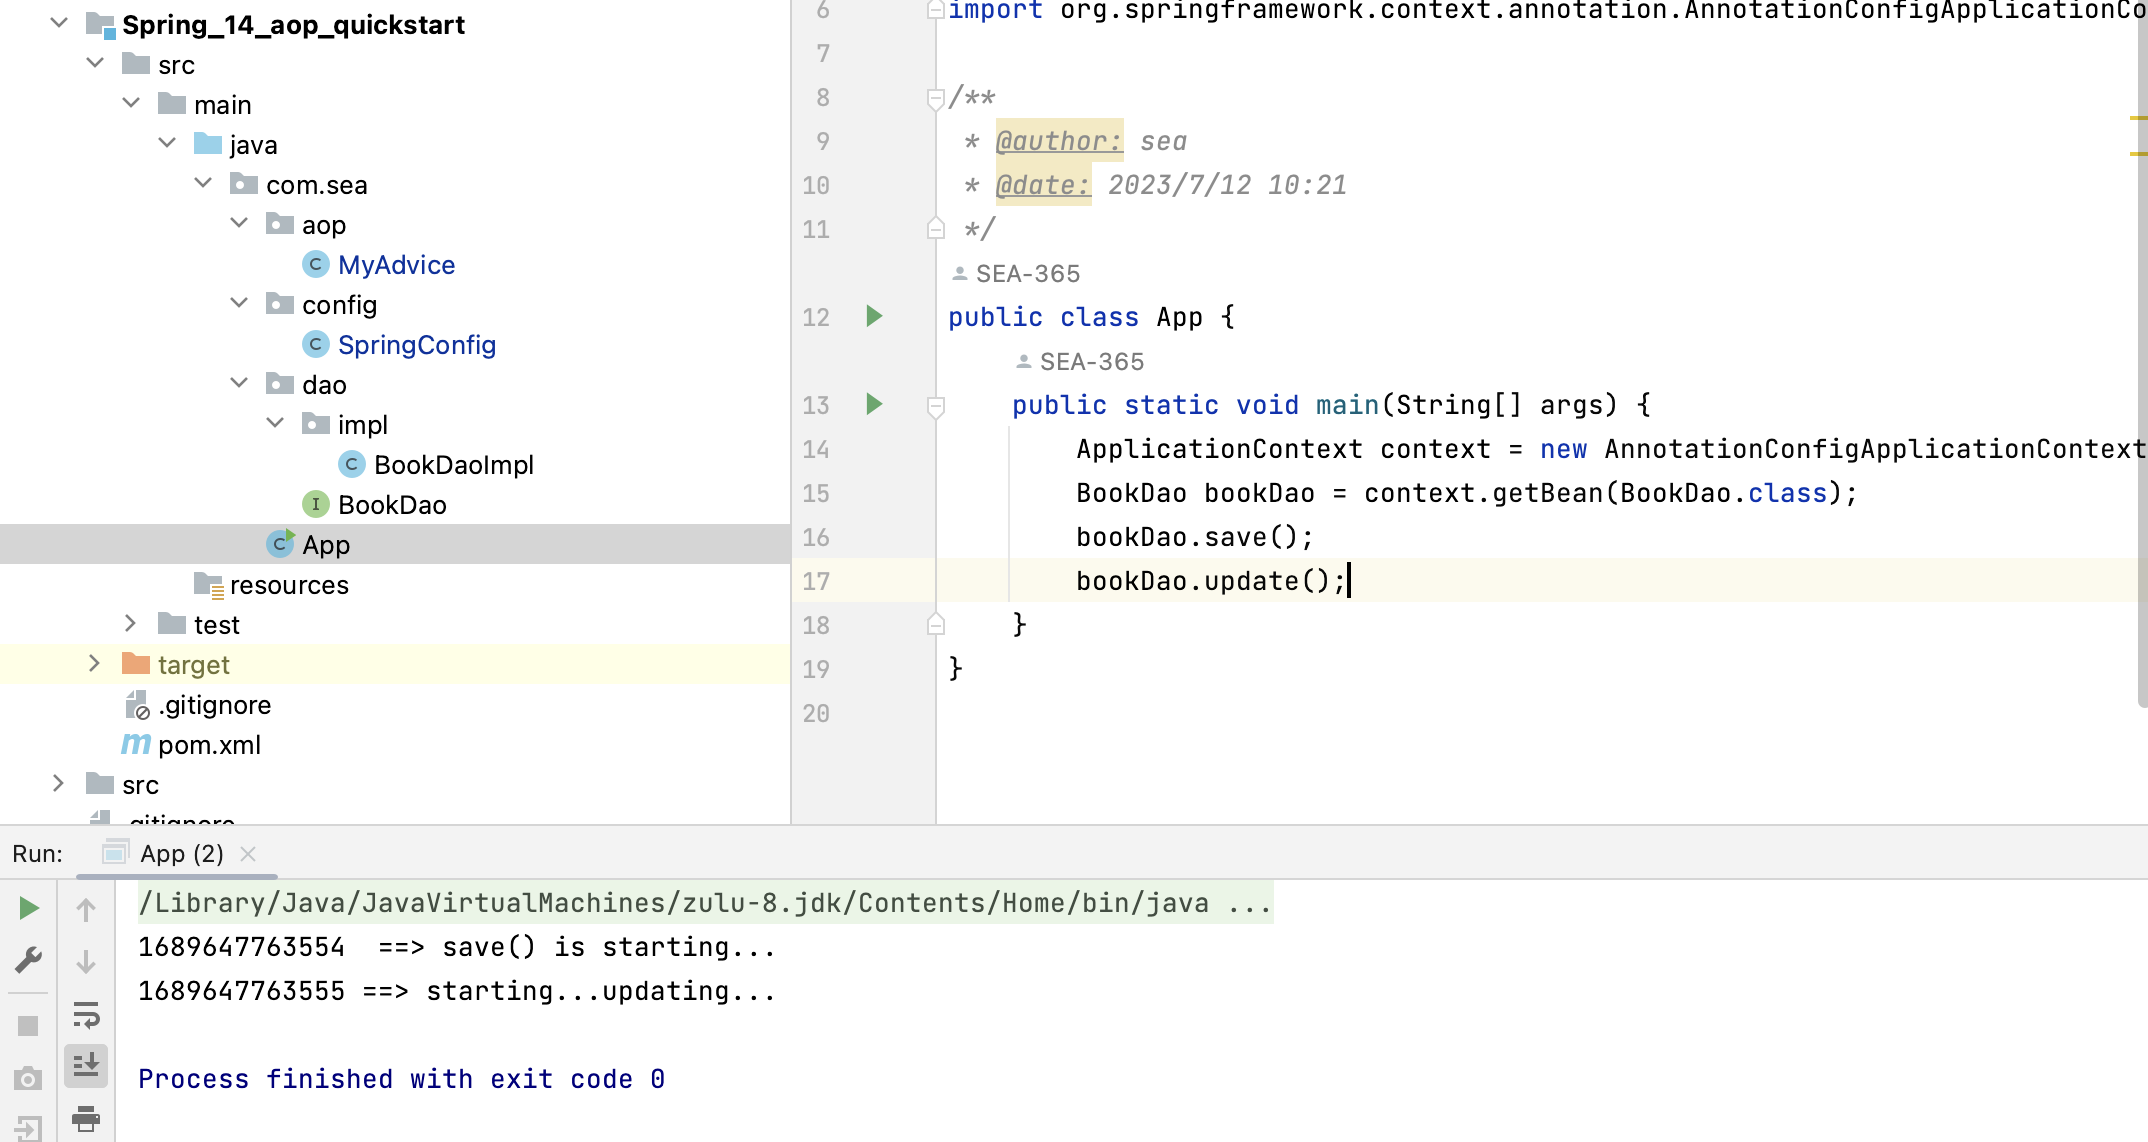 Spring_14_aop_quickstart
src
main
java
com.sea
aop
MyAdvice
config
SpringConfig
dao
impl
BookDaoImpl
BookDao
App
resources
test
target
.gitignore
pom.xml
src
.gitignore
6 import org.springframework.context.annotation.AnnotationConfigApplicationCo
7
8 /**
9 * @author: sea
10 * @date: 2023/7/12 10:21
11 */
SEA-365
12 public class App {
SEA-365
13 public static void main(String[] args) {
14 ApplicationContext context = new AnnotationConfigApplicationContext
15 BookDao bookDao = context.getBean(BookDao.class);
16 bookDao.save();
17 bookDao.update();
18 }
19 }
20
Run: App (2)
/Library/Java/JavaVirtualMachines/zulu-8.jdk/Contents/Home/bin/java ...
1689647763554  ==> save() is starting...
1689647763555 ==> starting...updating...
Process finished with exit code 0